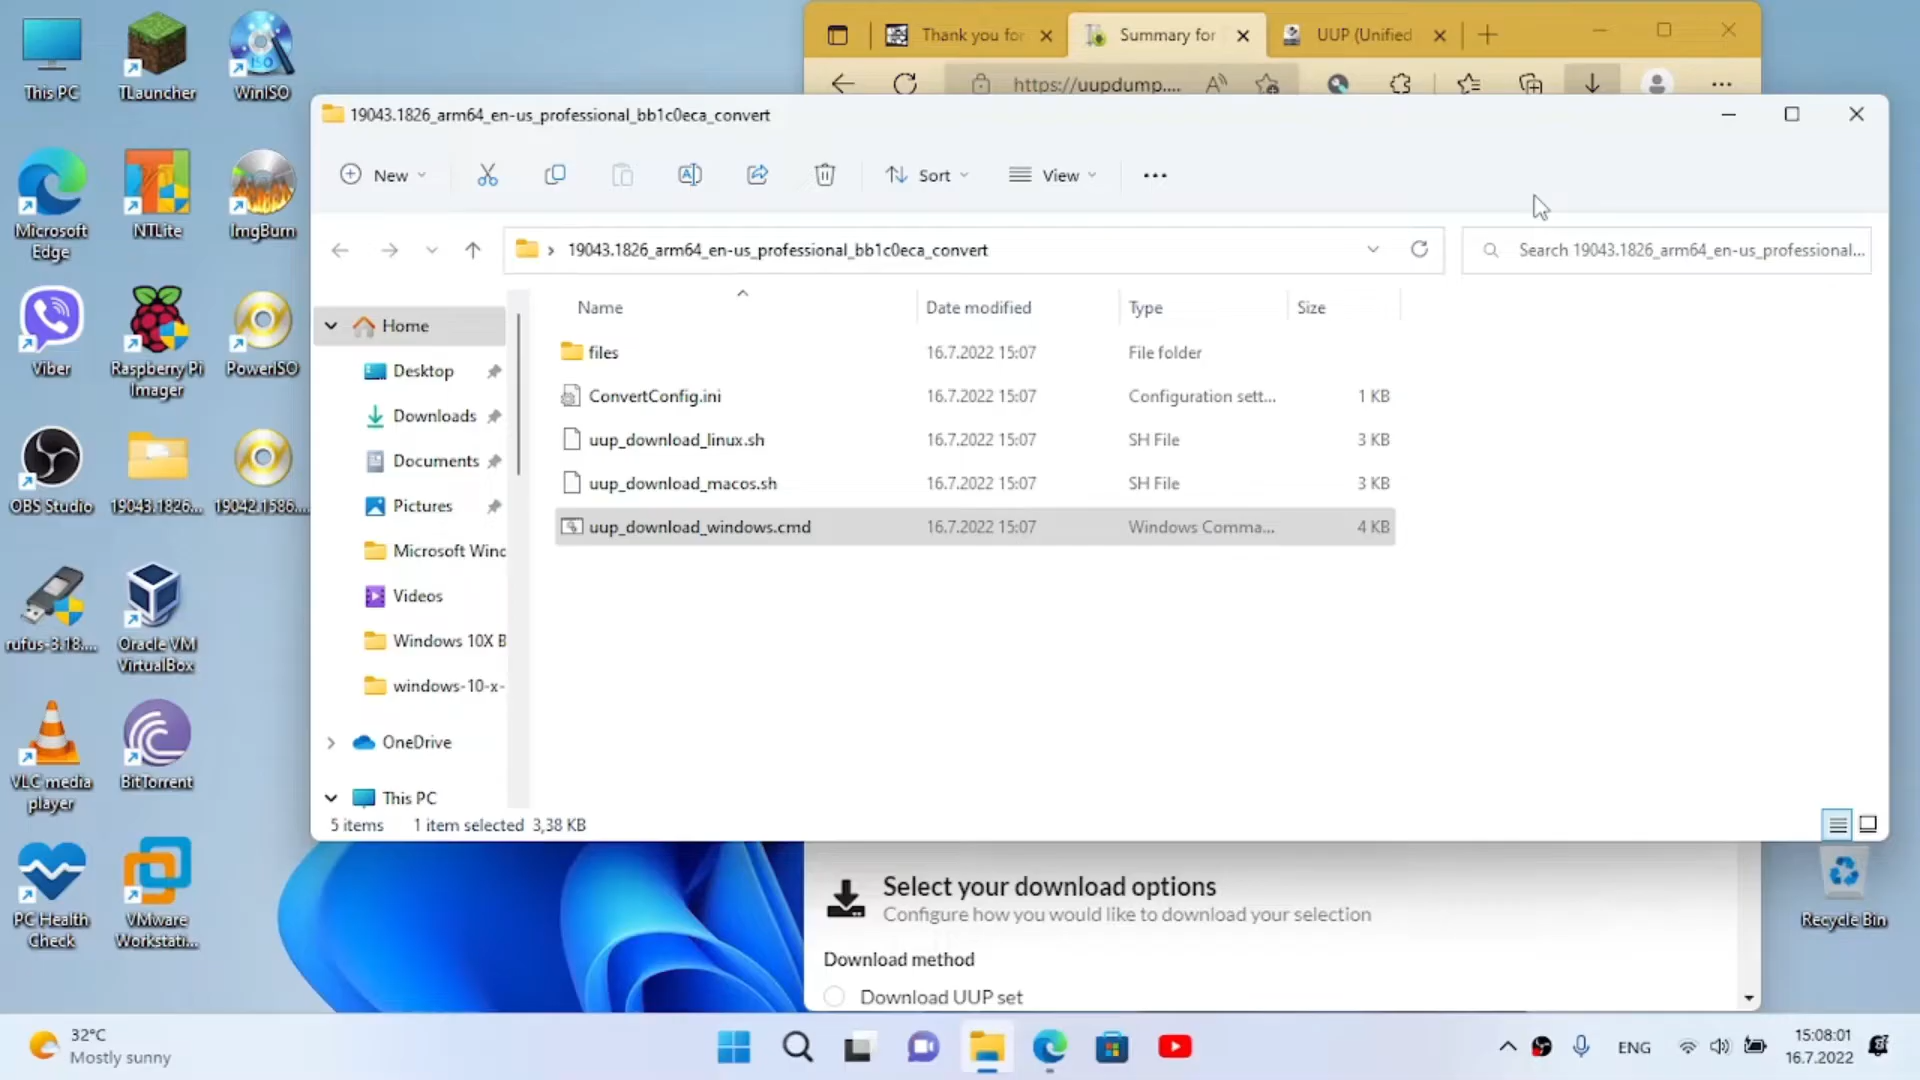 This PC
TLauncher
WinISO
Microsoft
Edge
NTLite
ImgBurn
Viber
Raspberry Pi
Imager
PowerISO
OBS Studio
19043.1826...
19042.1586....
rufus-3.18....
Oracle VM
VirtualBox
VLC media
player
BitTorrent
PC Health
Check
VMware
Workstati...
Thank you for
Summary for
UUP (Unified
https://uupdump....
19043.1826_arm64_en-us_professional_bb1c0eca_convert
New
Sort
View
19043.1826_arm64_en-us_professional_bb1c0eca_convert
Search 19043.1826_arm64_en-us_professional...
Home
Desktop
Downloads
Documents
Pictures
Microsoft Winc
Videos
Windows 10X B
windows-10-x-
OneDrive
This PC
Name Date modified Type Size
files 16.7.2022 15:07 File folder
ConvertConfig.ini 16.7.2022 15:07 Configuration sett... 1 KB
uup_download_linux.sh 16.7.2022 15:07 SH File 3 KB
uup_download_macos.sh 16.7.2022 15:07 SH File 3 KB
uup_download_windows.cmd 16.7.2022 15:07 Windows Comma... 4 KB
5 items 1 item selected 3,38 KB
Select your download options
Configure how you would like to download your selection
Download method
Download UUP set
Recycle Bin
32°C
Mostly sunny
ENG
15:08:01
16.7.2022